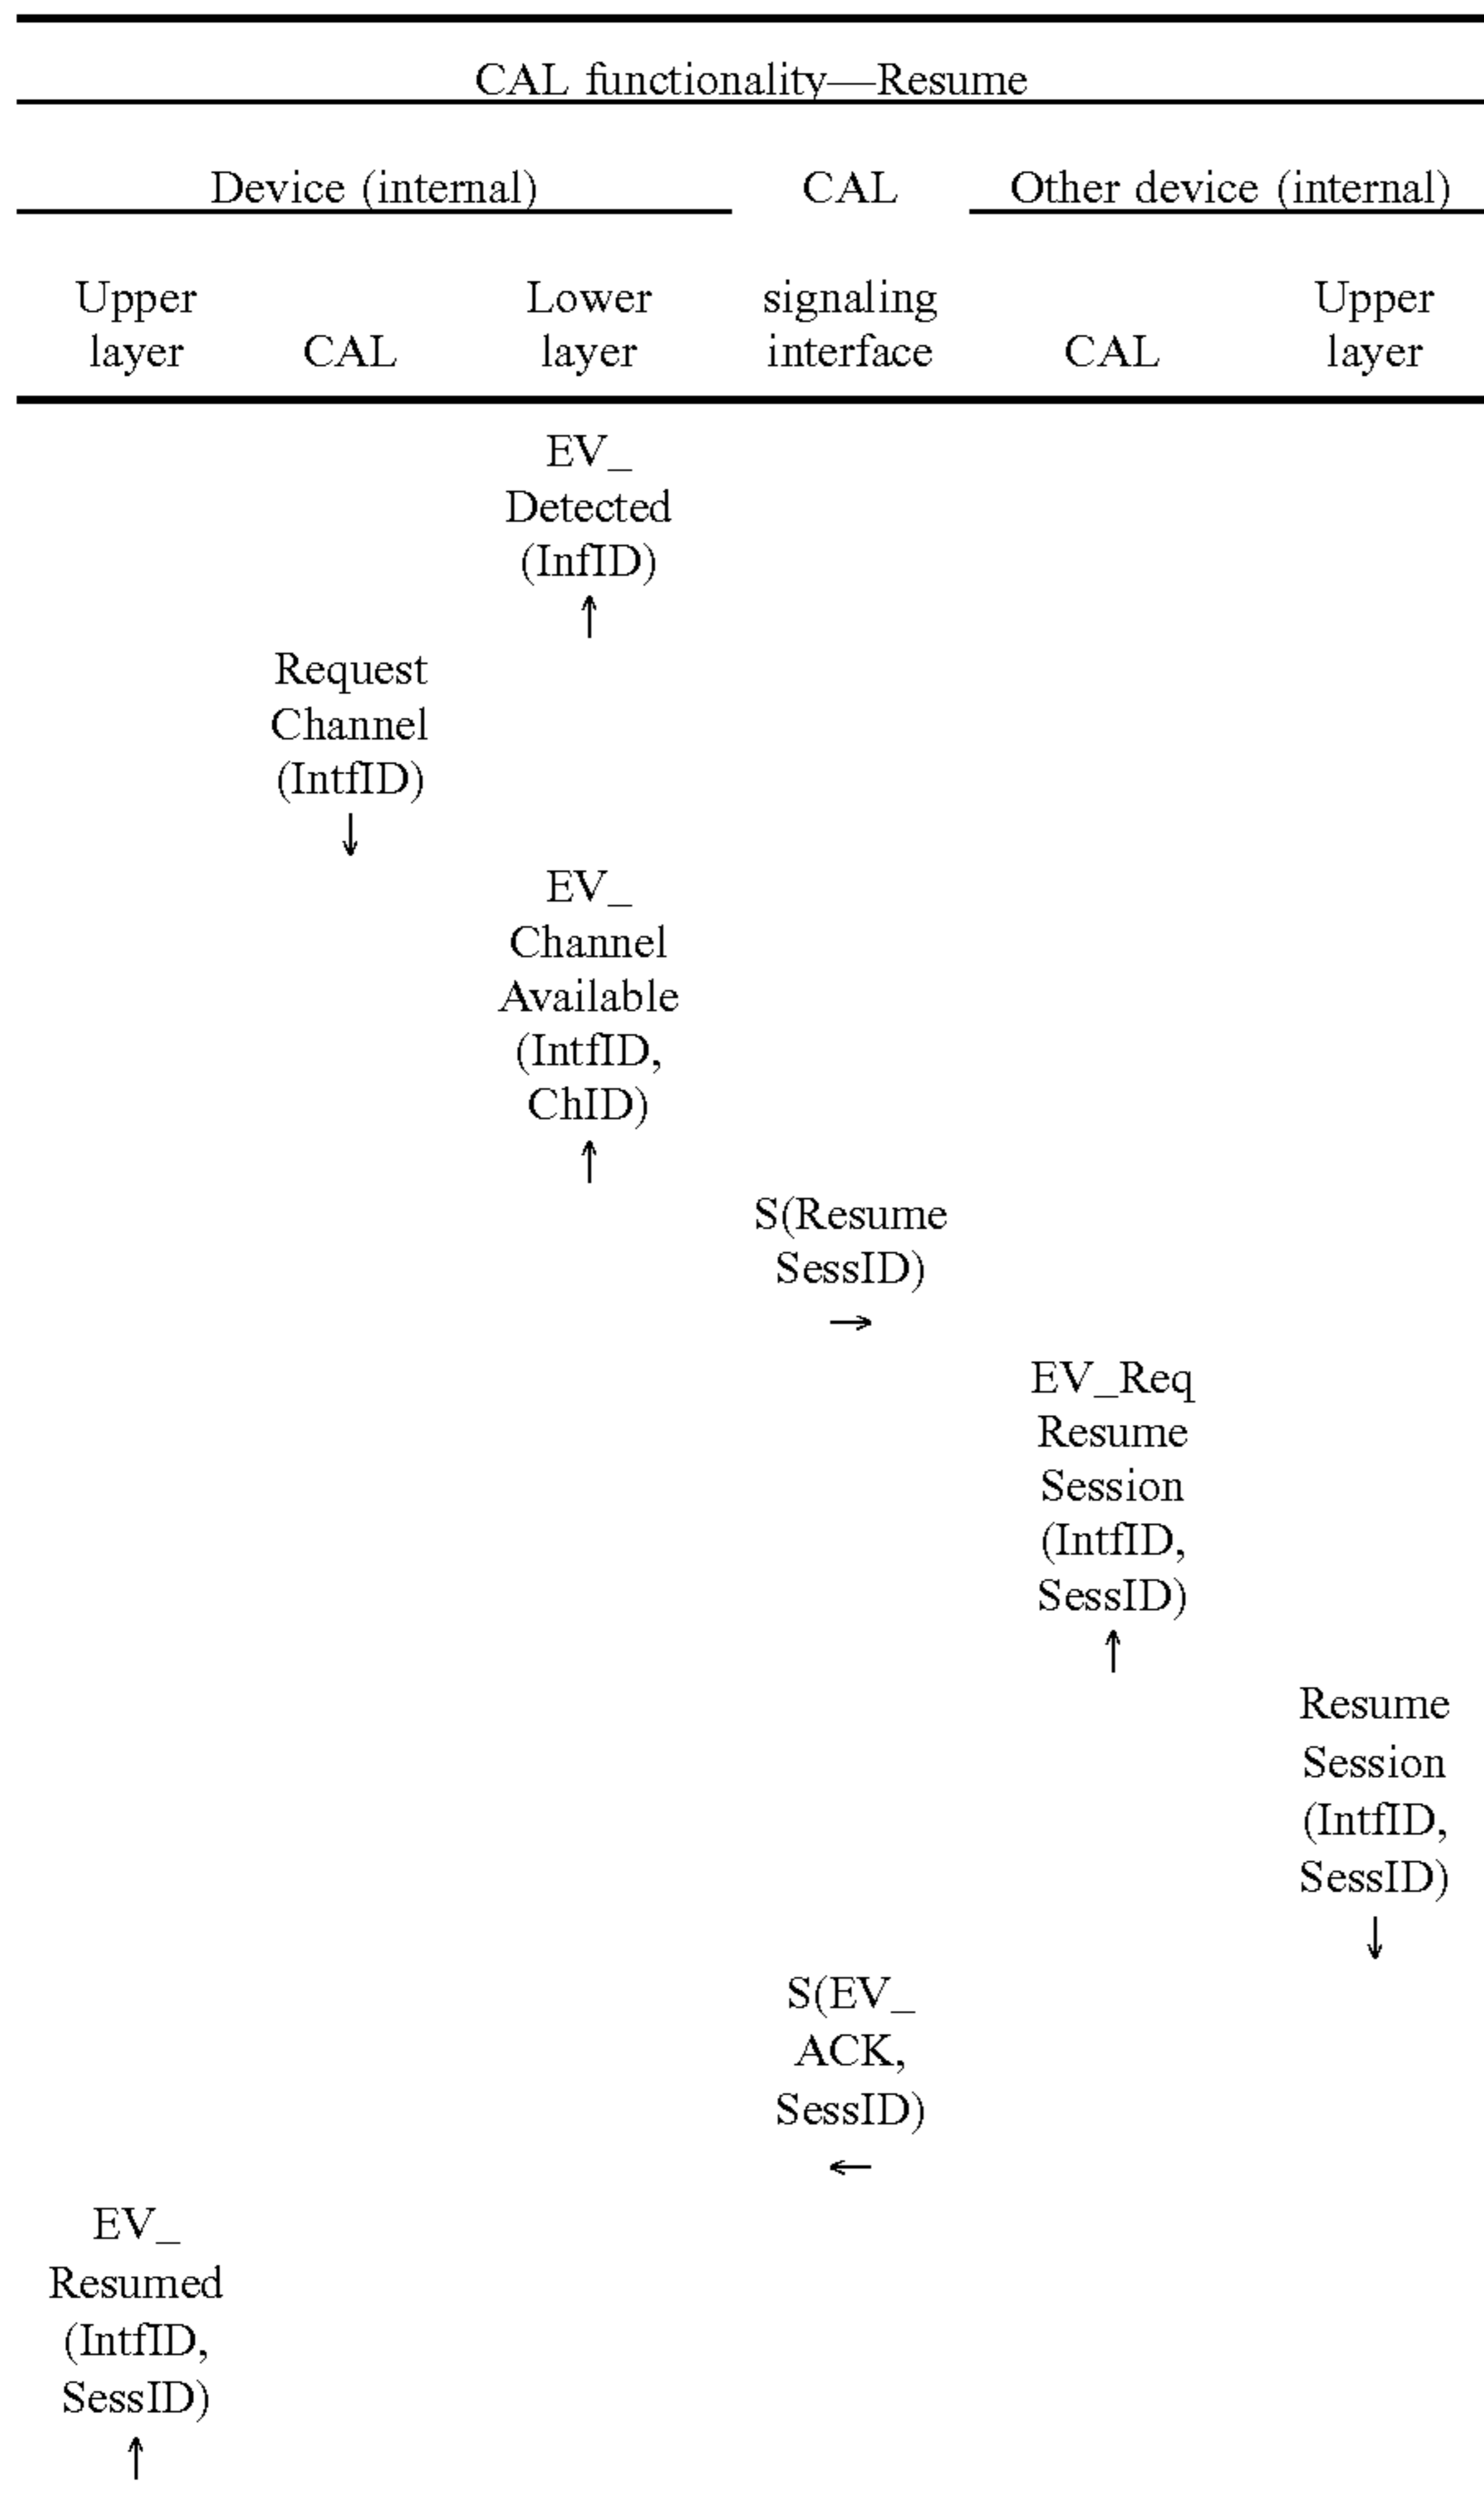 CAL functionality—Resume
Device (internal) CAL Other device (internal)
Upper Lower signaling Upper
layer CAL layer interface CAL layer
EV_
Detected
(InfID)
↑
Request
Channel
(IntfID)
↓
EV_
Channel
Available
(IntfID,
ChID)
↑
S(Resume
SessID)
→
EV_Req
Resume
Session
(IntfID,
SessID)
↑
Resume
Session
(IntfID,
SessID)
↓
S(EV_
ACK,
SessID)
←
EV_
Resumed
(IntfID,
SessID)
↑